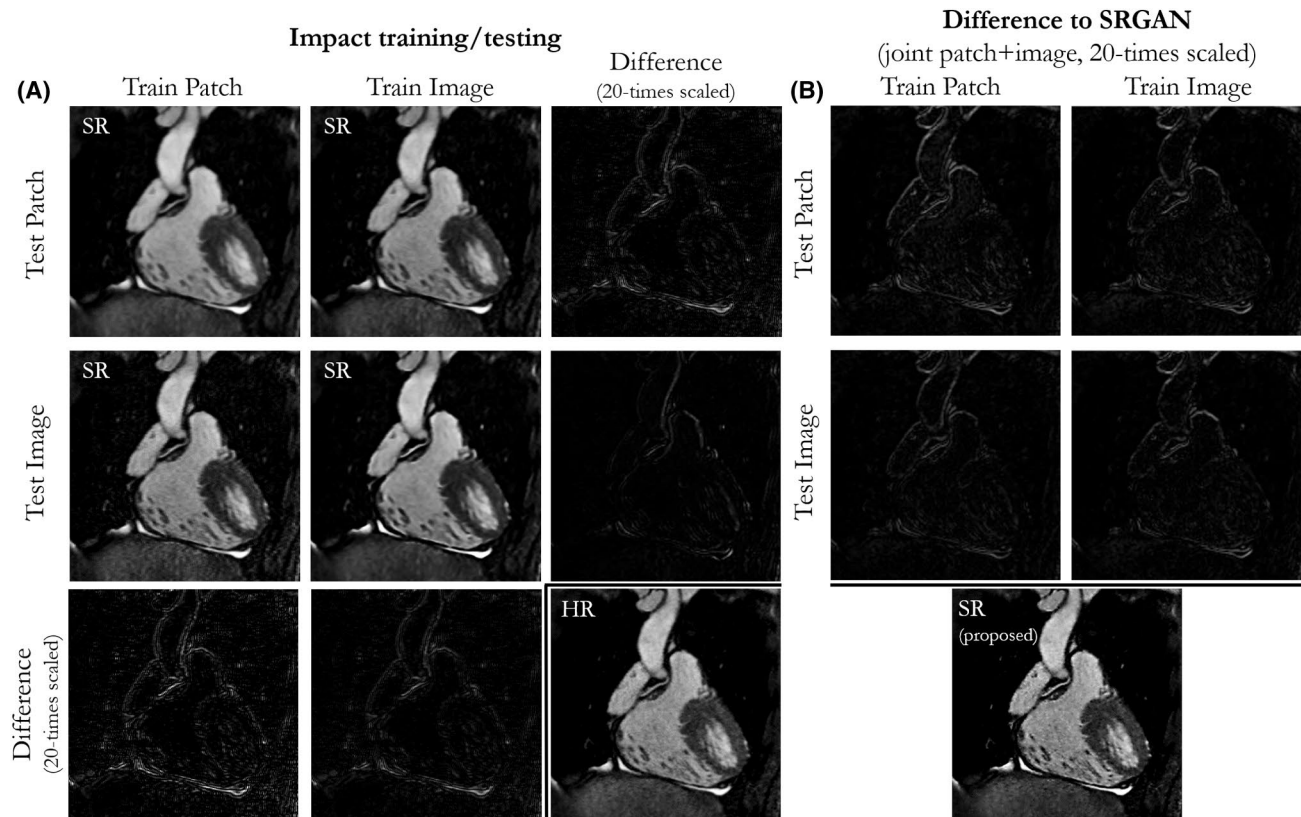 Impact training/testing
Difference to SRGAN
(joint patch+image, 20-times scaled)
(A)
Train Patch
Train Image
Difference
(20-times scaled)
(B)
Train Patch
Train Image
Test Patch
SR
SR
Test Patch
Test Image
SR
SR
Test Image
Difference
(20-times scaled)
HR
SR
(proposed)